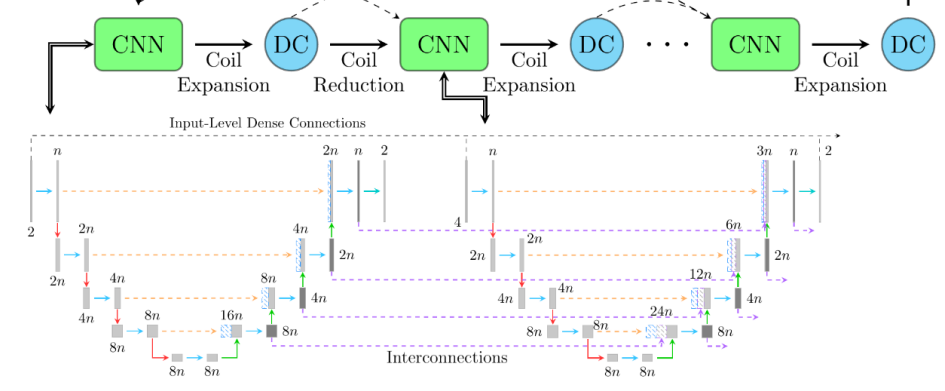 CNN DC CNN DC · · · CNN DC
Coil Expansion
Coil Reduction
Coil Expansion
Coil Expansion
Input-Level Dense Connections
n 2n n 2 n 3n n 2
2 4
2n 4n 2n 6n
2n 2n 2n 2n
4n 8n 4n 12n
4n 4n 4n 4n
16n 24n
8n 8n 8n 8n 8n
8n 8n 8n 8n
Interconnections